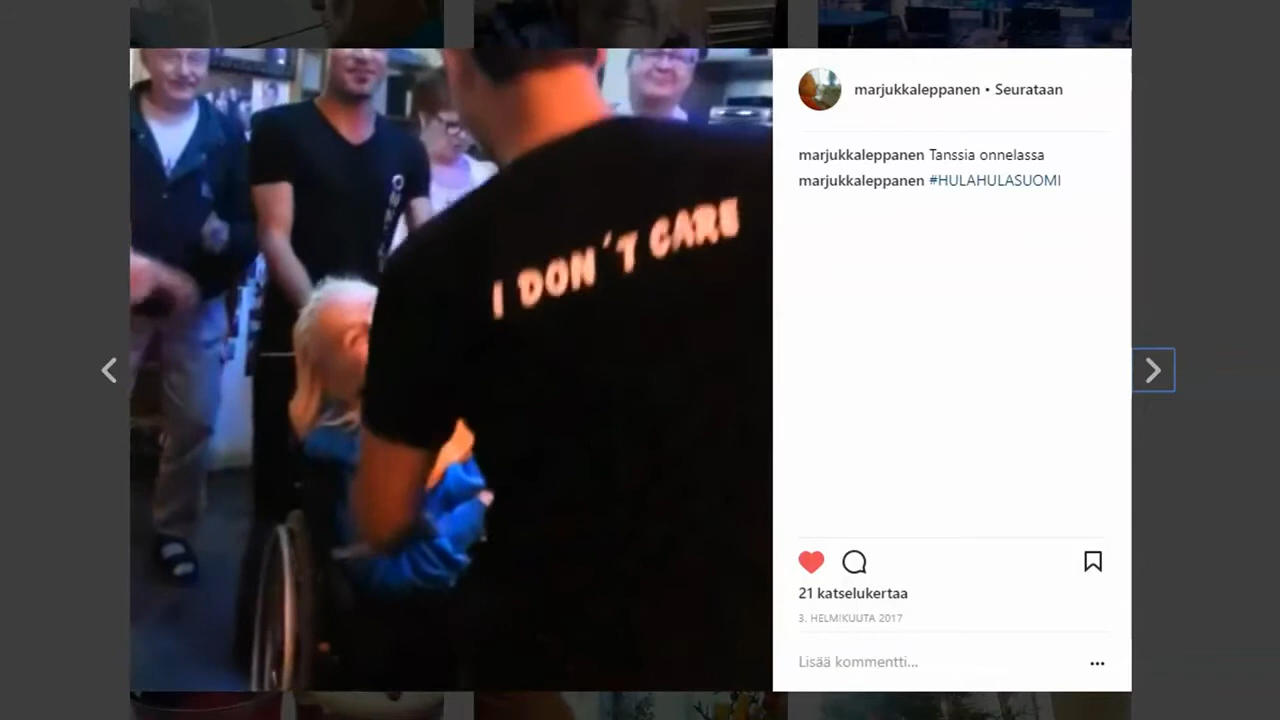 marjukkaleppanen • Seurataan
marjukkaleppanen Tanssia onnelassa
marjukkaleppanen #HULAHULASUOMI
I DON´T CARE
21 katselukertaa
3. HELMIKUUTA 2017
Lisää kommentti...